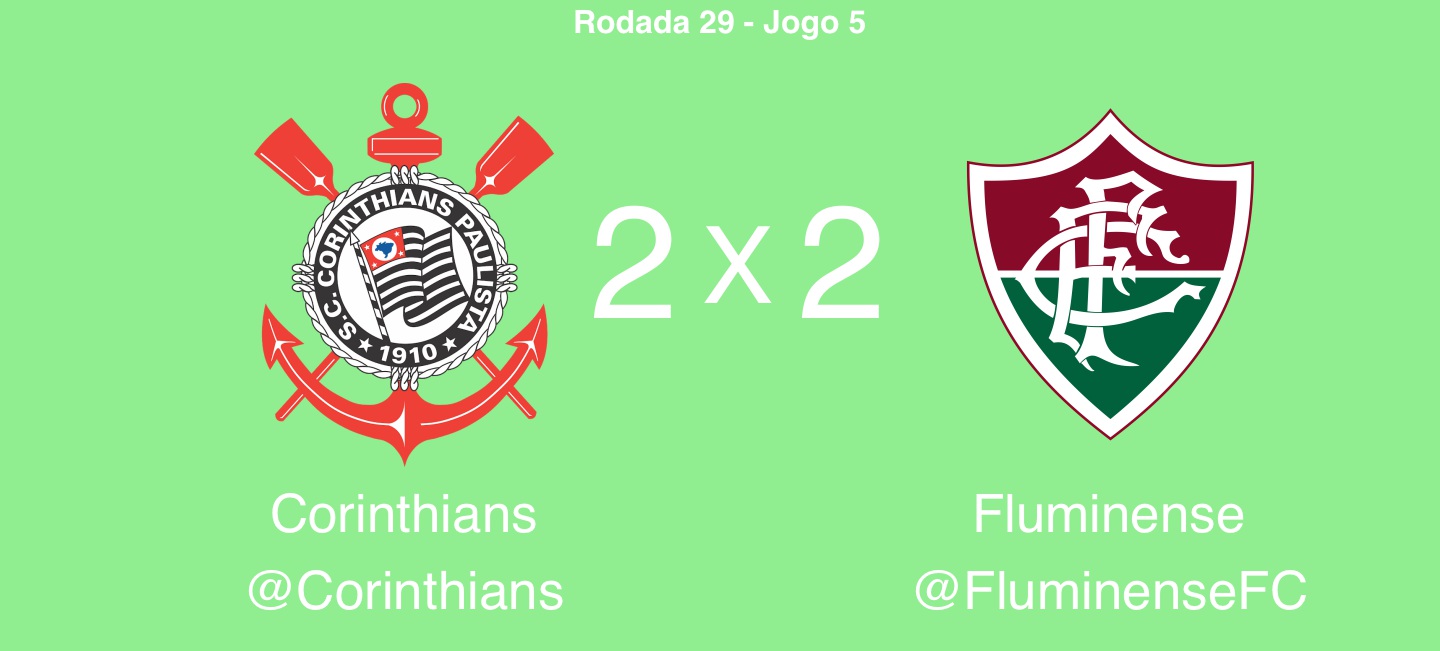 Rodada 29 - Jogo 5
S.C. CORINTHIANS PAULISTA
★ 1910 ★
2 x 2
Corinthians
Fluminense
@Corinthians
@FluminenseFC